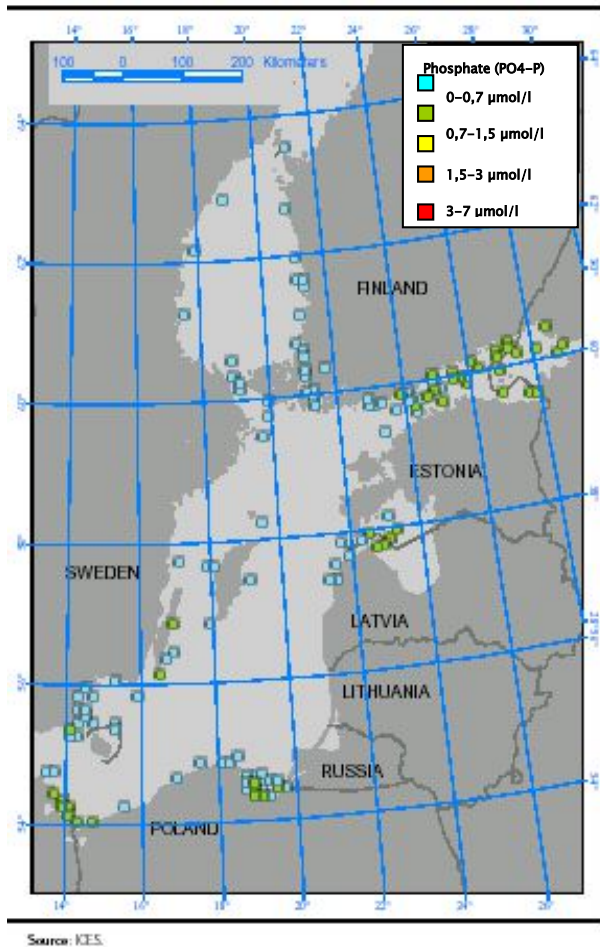 14° 16° 18° 20° 22° 24° 26° 28° 30°
100 0 100 200 Kilometers
Phosphate (PO4-P)
0-0,7 µmol/l
0,7-1,5 µmol/l
1,5-3 µmol/l
3-7 µmol/l
FINLAND
ESTONIA
SWEDEN
LATVIA
LITHUANIA
RUSSIA
POLAND
14° 16° 18° 20° 22° 24° 26°
Source: ICES.